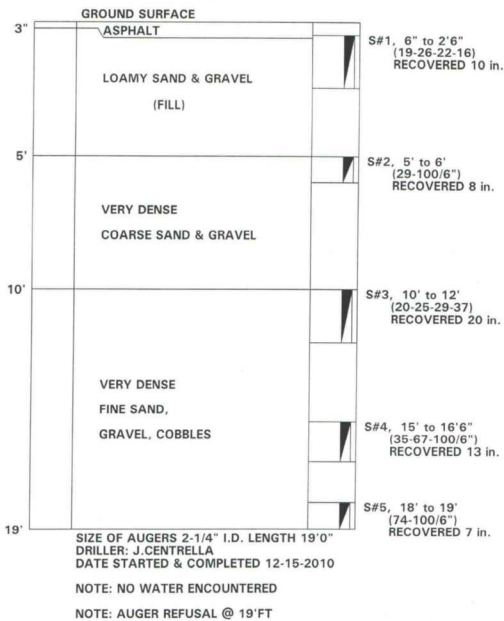 GROUND SURFACE
3"
ASPHALT
S#1, 6" to 2'6"
(19-26-22-16)
RECOVERED 10 in.
LOAMY SAND & GRAVEL
(FILL)
5'
S#2, 5' to 6'
(29-100/6")
RECOVERED 8 in.
VERY DENSE
COARSE SAND & GRAVEL
10'
S#3, 10' to 12'
(20-25-29-37)
RECOVERED 20 in.
VERY DENSE
FINE SAND,
GRAVEL, COBBLES
S#4, 15' to 16'6"
(35-67-100/6")
RECOVERED 13 in.
S#5, 18' to 19'
(74-100/6")
RECOVERED 7 in.
19'
SIZE OF AUGERS 2-1/4" I.D. LENGTH 19'0"
DRILLER: J.CENTRELLA
DATE STARTED & COMPLETED 12-15-2010
NOTE: NO WATER ENCOUNTERED
NOTE: AUGER REFUSAL @ 19'FT